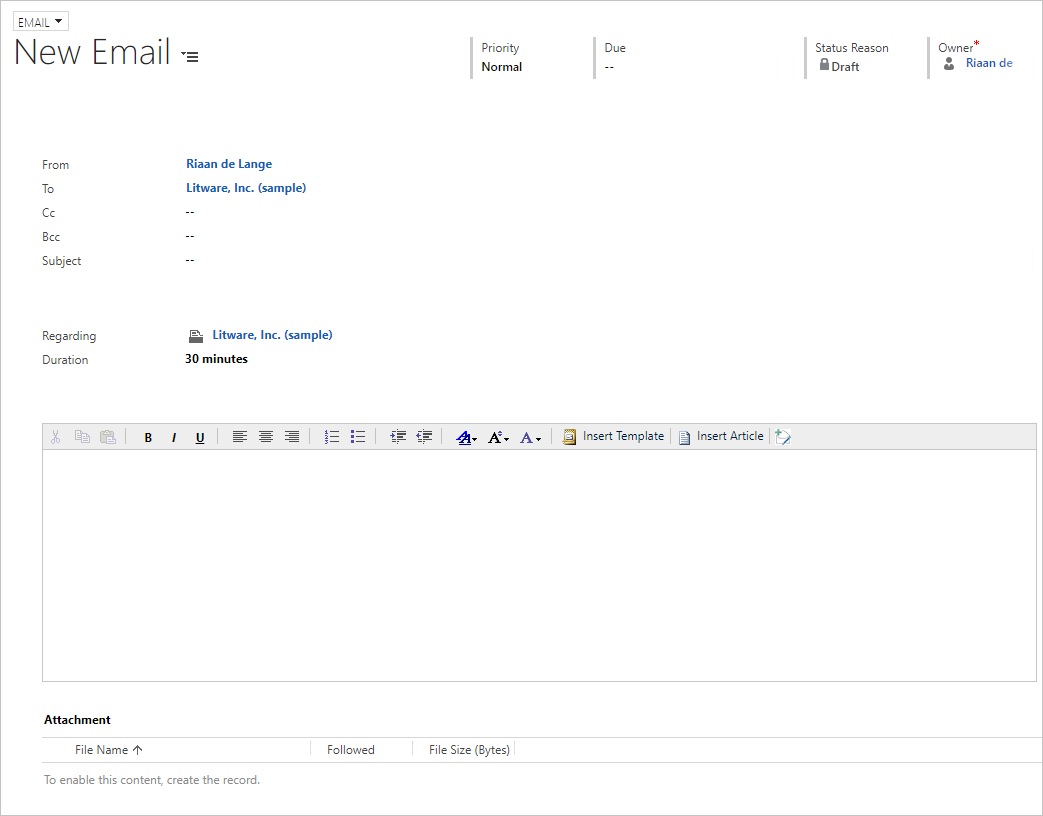 EMAIL
New Email
Priority
Normal
Due
--
Status Reason
Draft
Owner*
Riaan de
From Riaan de Lange
To Litware, Inc. (sample)
Cc --
Bcc --
Subject --
Regarding Litware, Inc. (sample)
Duration 30 minutes
B I U A A A Insert Template Insert Article
Attachment
File Name Followed File Size (Bytes)
To enable this content, create the record.